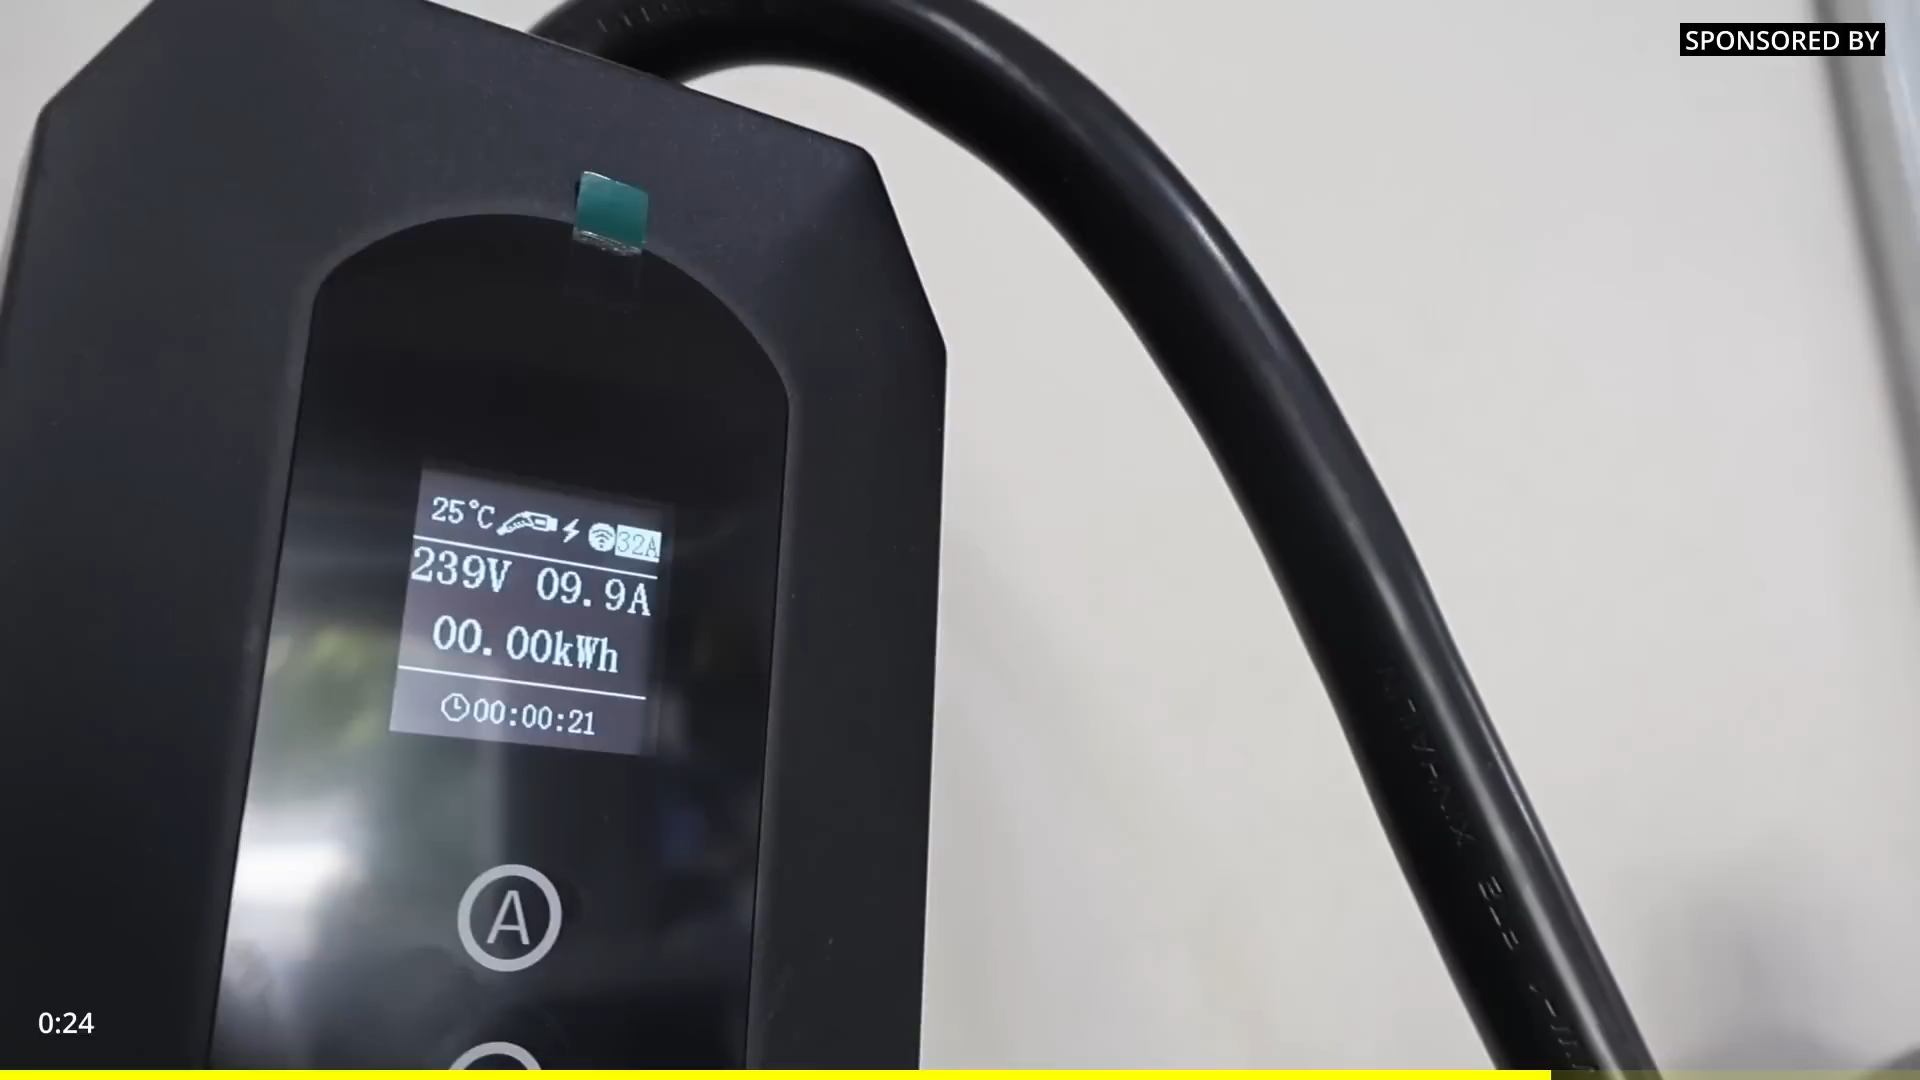 SPONSORED BY
25°C 32A
239V 09.9A
00.00kWh
00:00:21
A
0:24